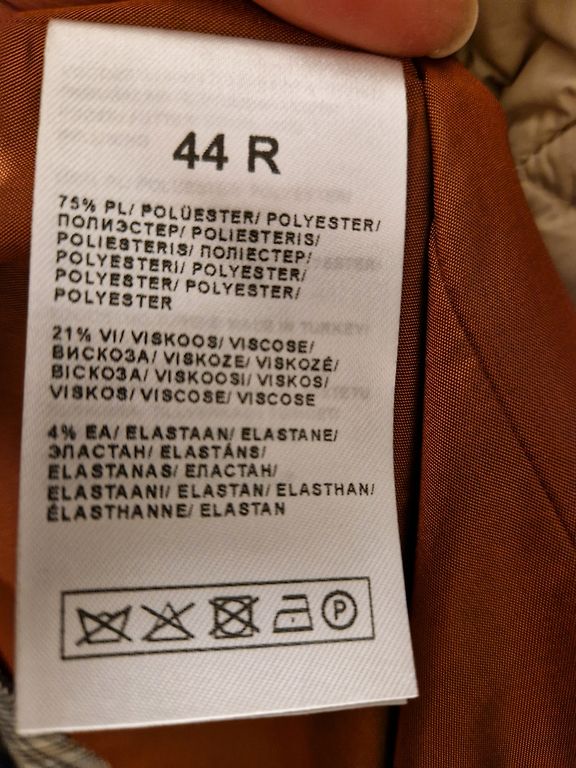 44 R
75% PL/ POLÜESTER/ POLYESTER/
ПОЛИЭСТЕР/ POLIESTERIS/
POLIESTERIS/ ПОЛІЕСТЕР/
POLYESTERI/ POLYESTER/
POLYESTER/ POLYESTER/
POLYESTER
21% VI/ VISKOOS/ VISCOSE/
ВИСКОЗА/ VISKOZE/ VISKOZĖ/
ВІСКОЗА/ VISKOOSI/ VISKOS/
VISKOS/ VISCOSE/ VISCOSE
4% EA/ ELASTAAN/ ELASTANE/
ЭЛАСТАН/ ELASTĀNS/
ELASTANAS/ ЕЛАСТАН/
ELASTAANI/ ELASTAN/ ELASTHAN/
ÉLASTHANNE/ ELASTAN
P